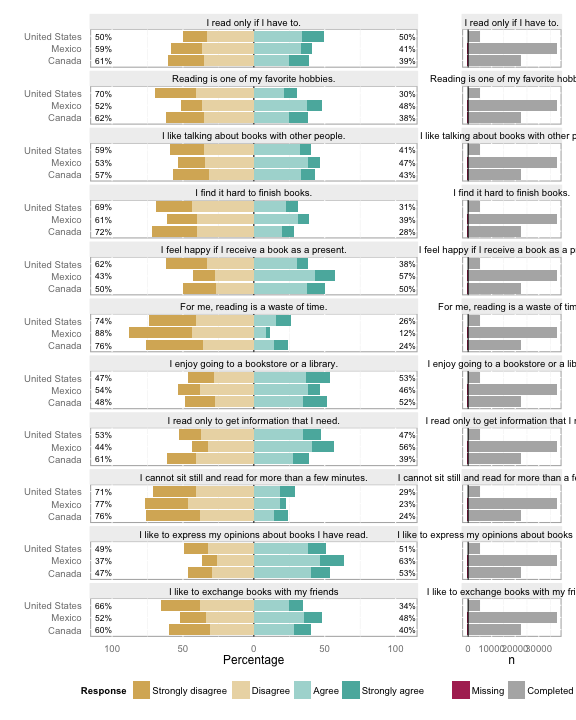 I read only if I have to. I read only if I have to.
United States 50% 50%
Mexico 59% 41%
Canada 61% 39%
Reading is one of my favorite hobbies. Reading is one of my favorite hobb
United States 70% 30%
Mexico 52% 48%
Canada 62% 38%
I like talking about books with other people. I like talking about books with other p
United States 59% 41%
Mexico 53% 47%
Canada 57% 43%
I find it hard to finish books. I find it hard to finish books.
United States 69% 31%
Mexico 61% 39%
Canada 72% 28%
I feel happy if I receive a book as a present. I feel happy if I receive a book as a pr
United States 62% 38%
Mexico 43% 57%
Canada 50% 50%
For me, reading is a waste of time. For me, reading is a waste of tim
United States 74% 26%
Mexico 88% 12%
Canada 76% 24%
I enjoy going to a bookstore or a library. I enjoy going to a bookstore or a lib
United States 47% 53%
Mexico 54% 46%
Canada 48% 52%
I read only to get information that I need. I read only to get information that I n
United States 53% 47%
Mexico 44% 56%
Canada 61% 39%
I cannot sit still and read for more than a few minutes. I cannot sit still and read for more than a fe
United States 71% 29%
Mexico 77% 23%
Canada 76% 24%
I like to express my opinions about books I have read. I like to express my opinions about books
United States 49% 51%
Mexico 37% 63%
Canada 47% 53%
I like to exchange books with my friends I like to exchange books with my fri
United States 66% 34%
Mexico 52% 48%
Canada 60% 40%
100 50 0 50 100 0 10000 20000 30000
Percentage n
Response Strongly disagree Disagree Agree Strongly agree Missing Completed